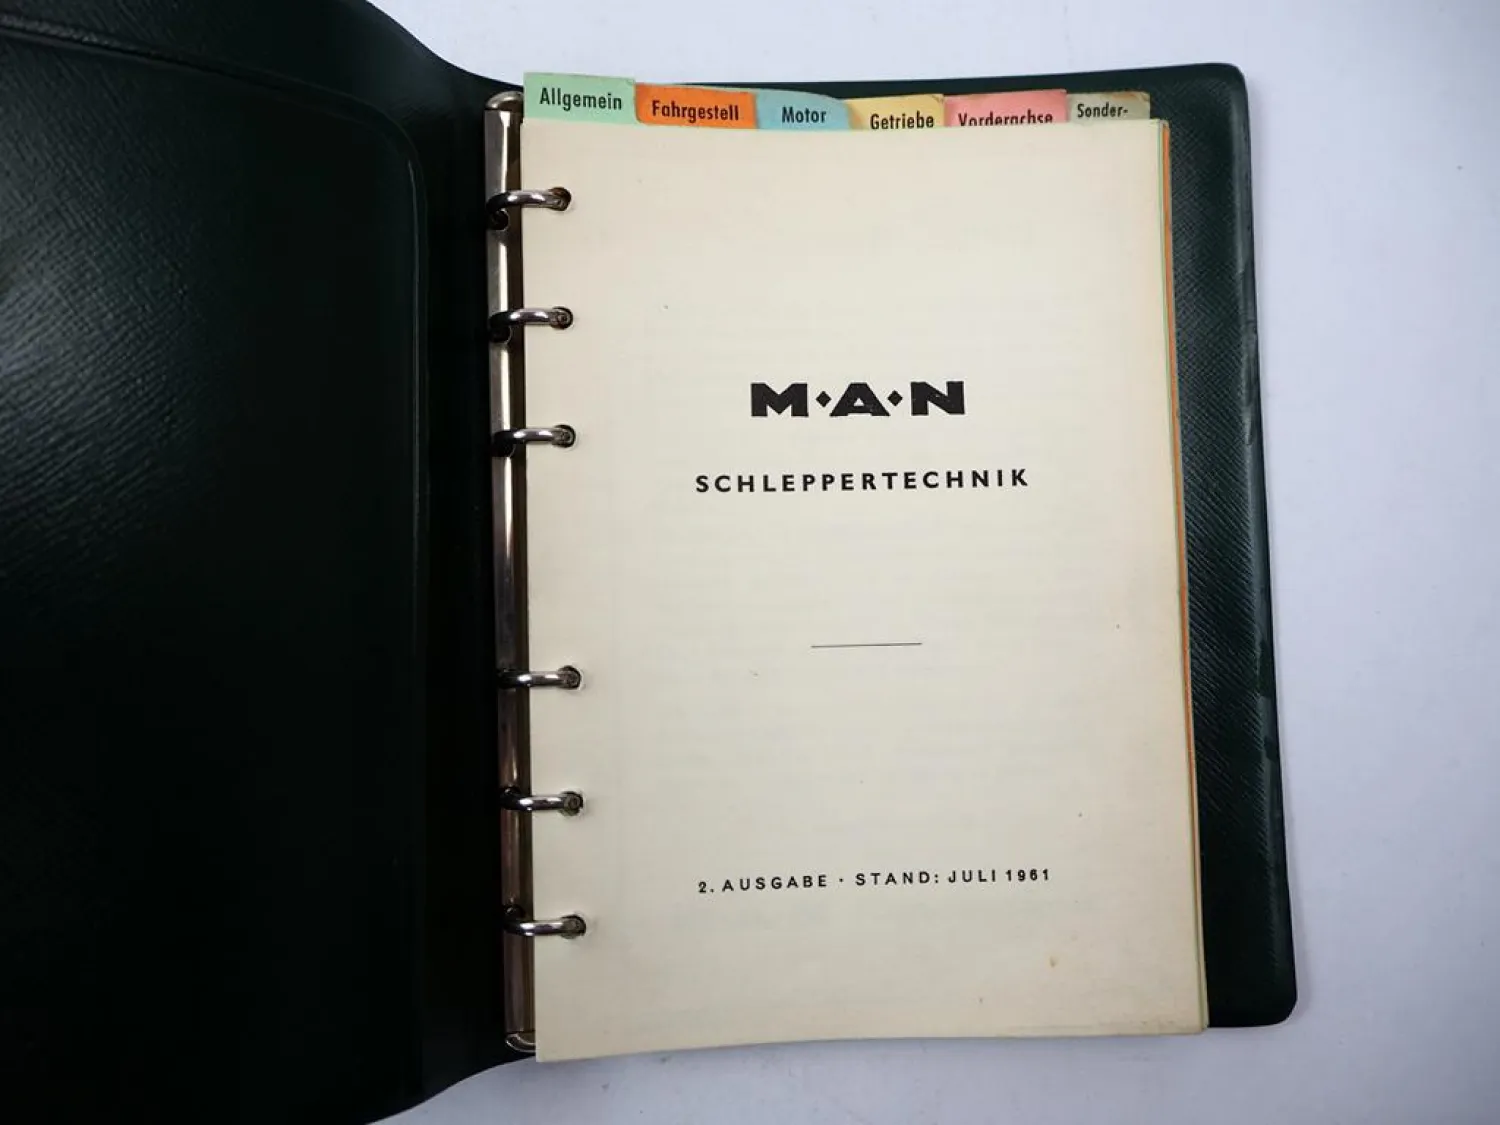 Allgemein
Fahrgestell
Motor
Getriebe
Vorderachse
Sonder-
M·A·N
SCHLEPPERTECHNIK
2. AUSGABE · STAND: JULI 1961